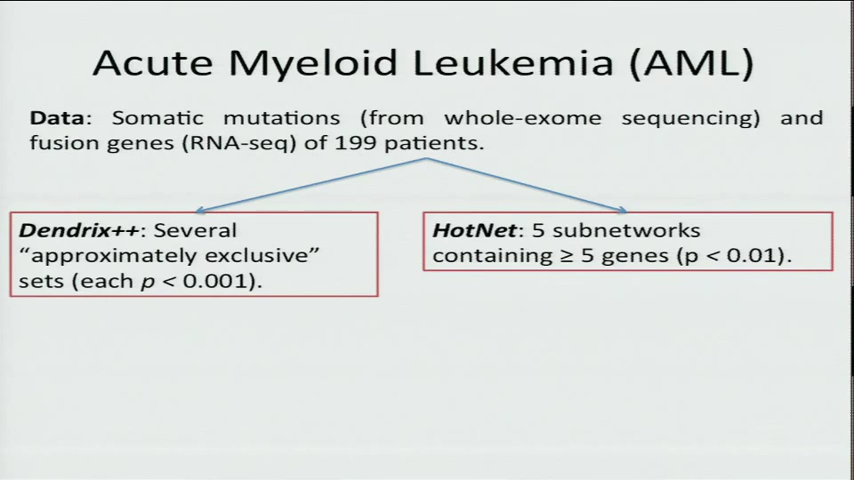 Acute Myeloid Leukemia (AML)
Data: Somatic mutations (from whole-exome sequencing) and
fusion genes (RNA-seq) of 199 patients.
Dendrix++: Several
“approximately exclusive”
sets (each p < 0.001).
HotNet: 5 subnetworks
containing ≥ 5 genes (p < 0.01).